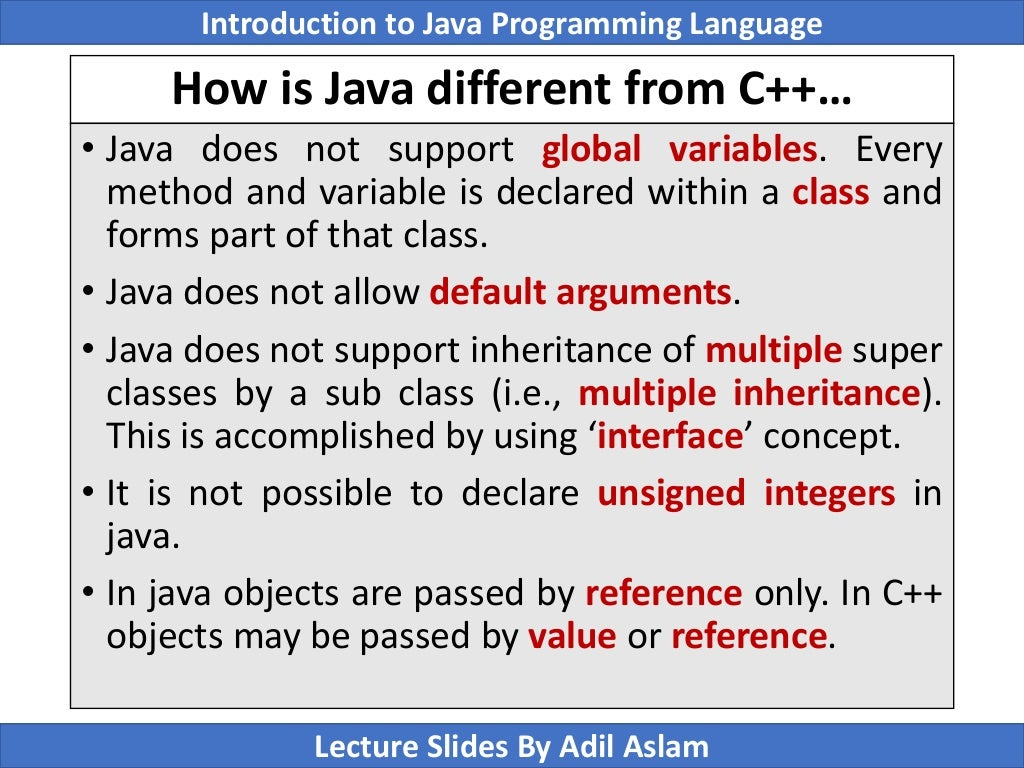 Introduction to Java Programming Language
How is Java different from C++…
• Java does not support global variables. Every
method and variable is declared within a class and
forms part of that class.
• Java does not allow default arguments.
• Java does not support inheritance of multiple super
classes by a sub class (i.e., multiple inheritance).
This is accomplished by using ‘interface’ concept.
• It is not possible to declare unsigned integers in
java.
• In java objects are passed by reference only. In C++
objects may be passed by value or reference.
Lecture Slides By Adil Aslam